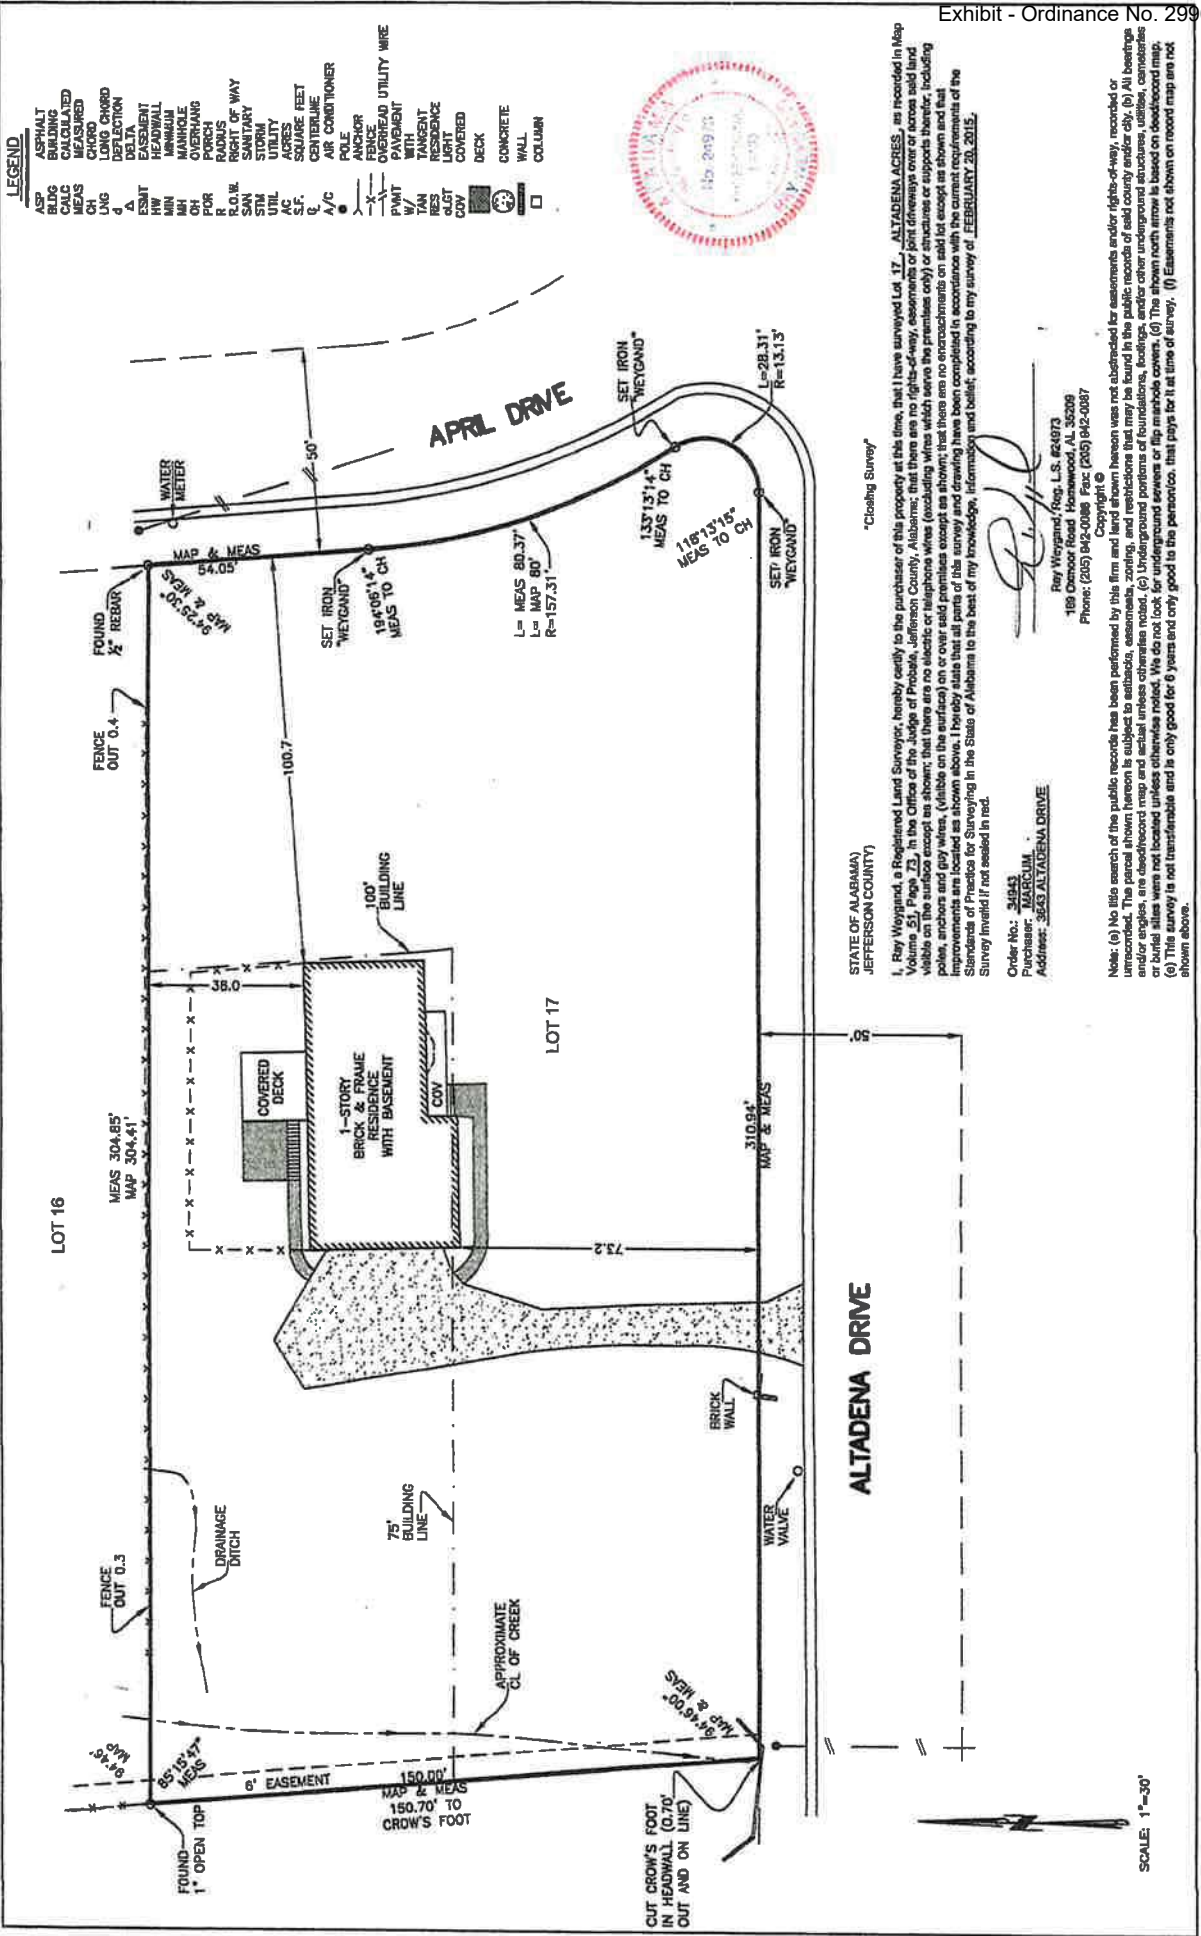 Exhibit - Ordinance No. 299
LEGEND
ASP ASPHALT
BLDG BUILDING
CALC CALCULATED
MEAS MEASURED
CH CHORD
LNG LONG CHORD
d DEFLECTION
Δ DELTA
ESMT EASEMENT
HW HEADWALL
MIN MINIMUM
MH MANHOLE
OH OVERHANG
POR PORCH
R RADIUS
R.O.W. RIGHT OF WAY
SAN SANITARY
STM STORM
UTIL UTILITY
AC ACRES
S.F. SQUARE FEET
CENTERLINE
A/C AIR CONDITIONER
POLE
ANCHOR
-X- FENCE
OVERHEAD UTILITY WIRE
PVMT PAVEMENT
W/ WITH
TAN TANGENT
RES RESIDENCE
LIGHT
COV COVERED
DECK
CONCRETE
WALL
COLUMN
LOT 16
MEAS 304.85'
MAP 304.41'
FENCE
OUT 0.3
FENCE
OUT 0.4
FOUND
1/2" REBAR
94°25'30"
MAP & MEAS
MAP & MEAS
54.05'
WATER
METER
50'
APRIL DRIVE
SET IRON
"WEYGAND"
194°06'14"
MEAS TO CH
L= MEAS 80.37'
L= MAP 80'
R=157.31'
SET IRON
"WEYGAND"
133°13'14"
MEAS TO CH
L=28.31'
R=13.13'
118°13'15"
MEAS TO CH
SET IRON
"WEYGAND"
100.7
100'
BUILDING
LINE
38.0
COVERED
DECK
1-STORY
BRICK & FRAME
RESIDENCE
WITH BASEMENT
COV
LOT 17
73.2
310.94'
MAP & MEAS
50'
DRAINAGE
DITCH
75'
BUILDING
LINE
APPROXIMATE
CL OF CREEK
BRICK
WALL
WATER
VALVE
94°46'
MAP
85°15'47"
MEAS
6' EASEMENT
150.00'
MAP & MEAS
150.70' TO
CROW'S FOOT
94°46'00"
MAP & MEAS
FOUND
1" OPEN TOP
CUT CROW'S FOOT
IN HEADWALL (0.70'
OUT AND ON LINE)
ALTADENA DRIVE
SCALE: 1"=30'
STATE OF ALABAMA)
JEFFERSON COUNTY)
"Closing Survey"
I, Ray Weygand, a Registered Land Surveyor, hereby certify to the purchaser of this property at this time, that I have surveyed Lot 17, ALTADENA ACRES, as recorded in Map
Volume 51, Page 73, in the Office of the Judge of Probate, Jefferson County, Alabama; that there are no rights-of-way, easements or joint driveways over or across said land
visible on the surface except as shown; that there are no electric or telephone wires (excluding wires which serve the premises only) or structures or supports therefor, including
poles, anchors and guy wires, (visible on the surface) on or over said premises except as shown; that there are no encroachments on said lot except as shown and that
improvements are located as shown above. I hereby state that all parts of this survey and drawing have been completed in accordance with the current requirements of the
Standards of Practice for Surveying in the State of Alabama to the best of my knowledge, information and belief; according to my survey of FEBRUARY 20, 2015.
Survey invalid if not sealed in red.
Order No.: 34943
Purchaser: MARCUM
Address: 3643 ALTADENA DRIVE
Ray Weygand, Reg. L.S. #24973
169 Oxmoor Road Homewood, AL 35209
Phone: (205) 942-0086 Fax: (205) 942-0087
Copyright ©
Note: (a) No title search of the public records has been performed by this firm and land shown hereon was not abstracted for easements and/or rights-of-way, recorded or
unrecorded. The parcel shown hereon is subject to setbacks, easements, zoning, and restrictions that may be found in the public records of said county and/or city. (b) All bearings
and/or angles, are deed/record map and actual unless otherwise noted. (c) Underground portions of foundations, footings, and/or other underground structures, utilities, cemeteries
or burial sites were not located unless otherwise noted. We do not look for underground sewers or flip manhole covers. (d) The shown north arrow is based on deed/record map.
(e) This survey is not transferable and is only good for 6 years and only good to the person/co. that pays for it at time of survey. (f) Easements not shown on record map are not
shown above.